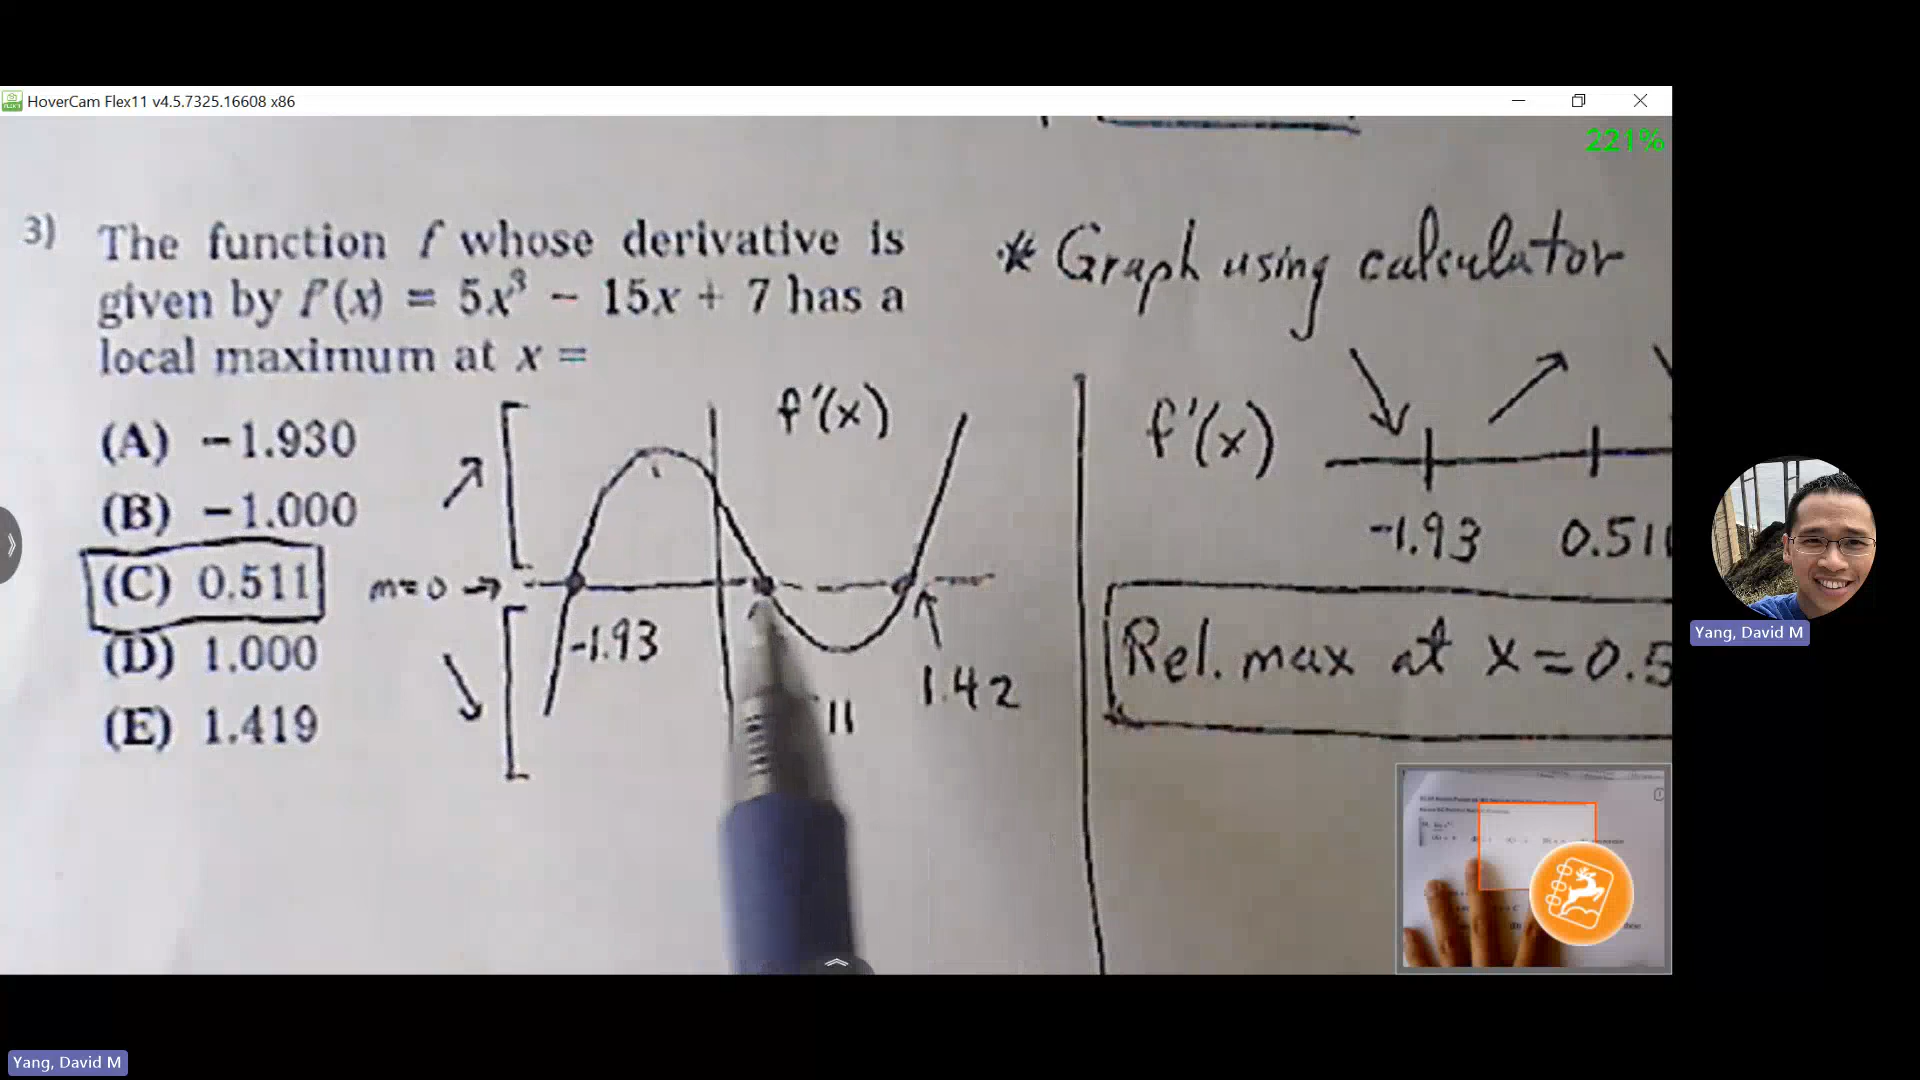 HoverCam Flex11 v4.5.7325.16608 x86
221%
3) The function f whose derivative is
given by f'(x) = 5x³ − 15x + 7 has a
local maximum at x =
(A) −1.930
(B) −1.000
(C) 0.511
(D) 1.000
(E) 1.419
f'(x)
m=0 →
-1.93
11
1.42
* Graph using calculator
f'(x)
-1.93 0.511
Rel. max at x=0.5
Yang, David M
Yang, David M